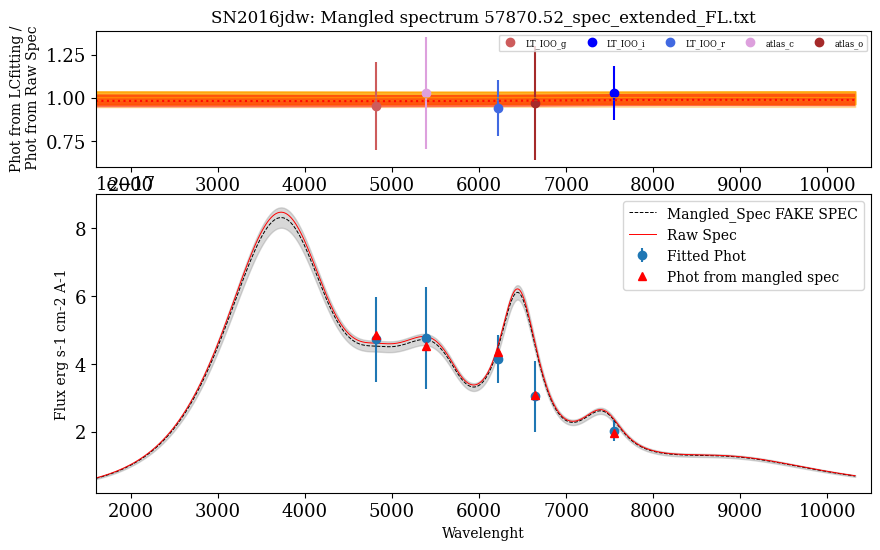 SN2016jdw: Mangled spectrum 57870.52_spec_extended_FL.txt
Phot from LCfitting /
Phot from Raw Spec
LT_IOO_g LT_IOO_i LT_IOO_r atlas_c atlas_o
1.25
1.00
0.75
2000 3000 4000 5000 6000 7000 8000 9000 10000
1e−17
Mangled_Spec FAKE SPEC
Raw Spec
Fitted Phot
Phot from mangled spec
Flux erg s-1 cm-2 A-1
8
6
4
2
2000 3000 4000 5000 6000 7000 8000 9000 10000
Wavelenght